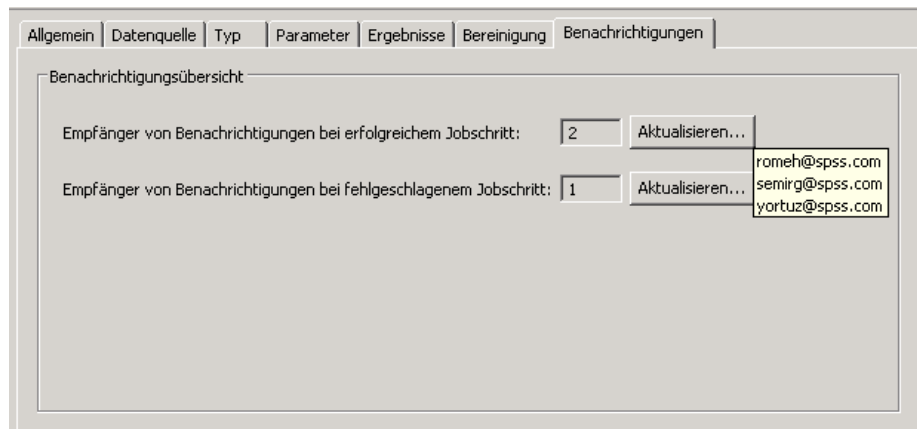 Allgemein Datenquelle Typ Parameter Ergebnisse Bereinigung Benachrichtigungen
Benachrichtigungsübersicht
Empfänger von Benachrichtigungen bei erfolgreichem Jobschritt: 2 Aktualisieren...
romeh@spss.com
Empfänger von Benachrichtigungen bei fehlgeschlagenem Jobschritt: 1 Aktualisieren...
semirg@spss.com
yortuz@spss.com